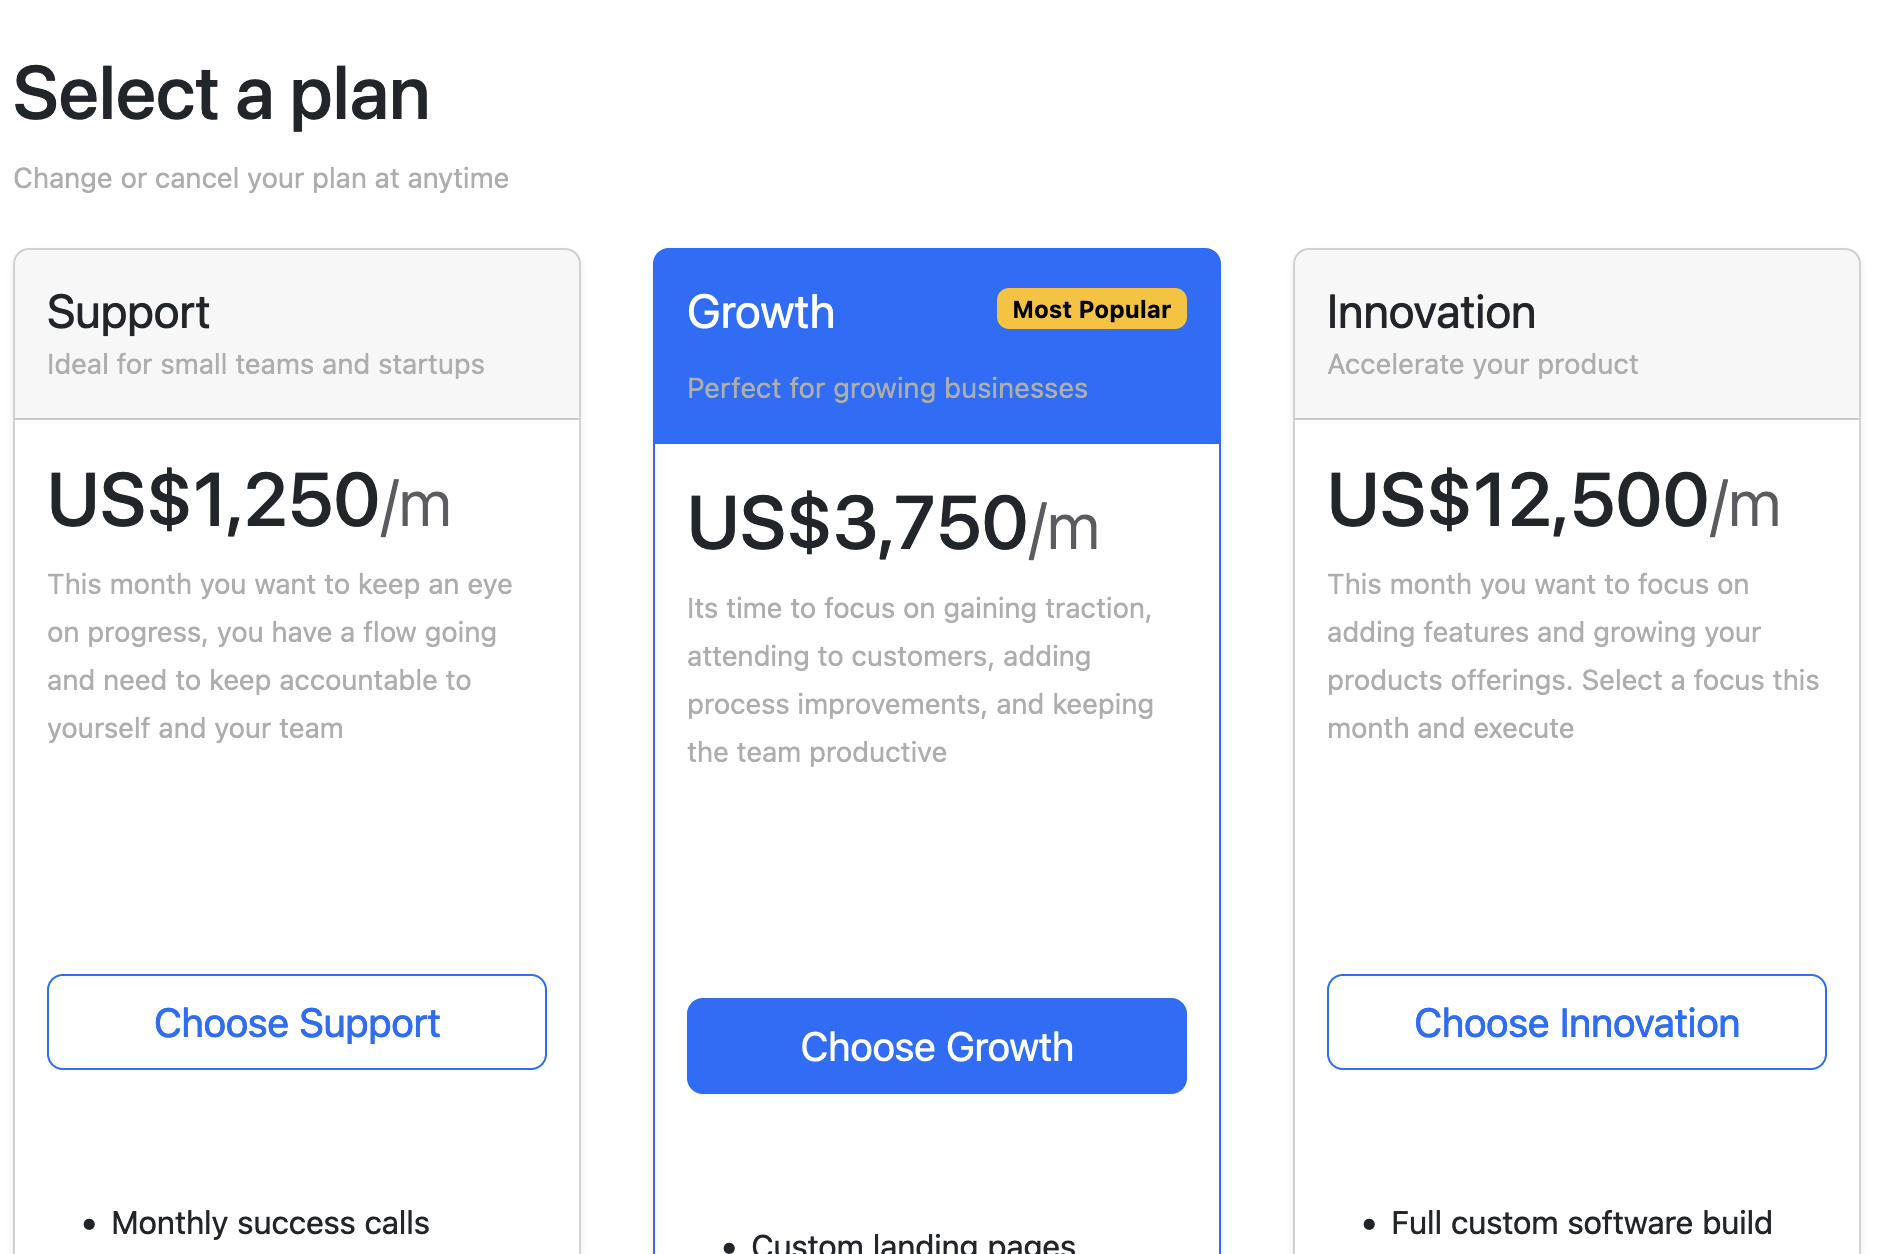 Select a plan
Change or cancel your plan at anytime
Support
Ideal for small teams and startups
US$1,250/m
This month you want to keep an eye
on progress, you have a flow going
and need to keep accountable to
yourself and your team
Choose Support
• Monthly success calls
Growth
Most Popular
Perfect for growing businesses
US$3,750/m
Its time to focus on gaining traction,
attending to customers, adding
process improvements, and keeping
the team productive
Choose Growth
• Custom landing pages
Innovation
Accelerate your product
US$12,500/m
This month you want to focus on
adding features and growing your
products offerings. Select a focus this
month and execute
Choose Innovation
• Full custom software build